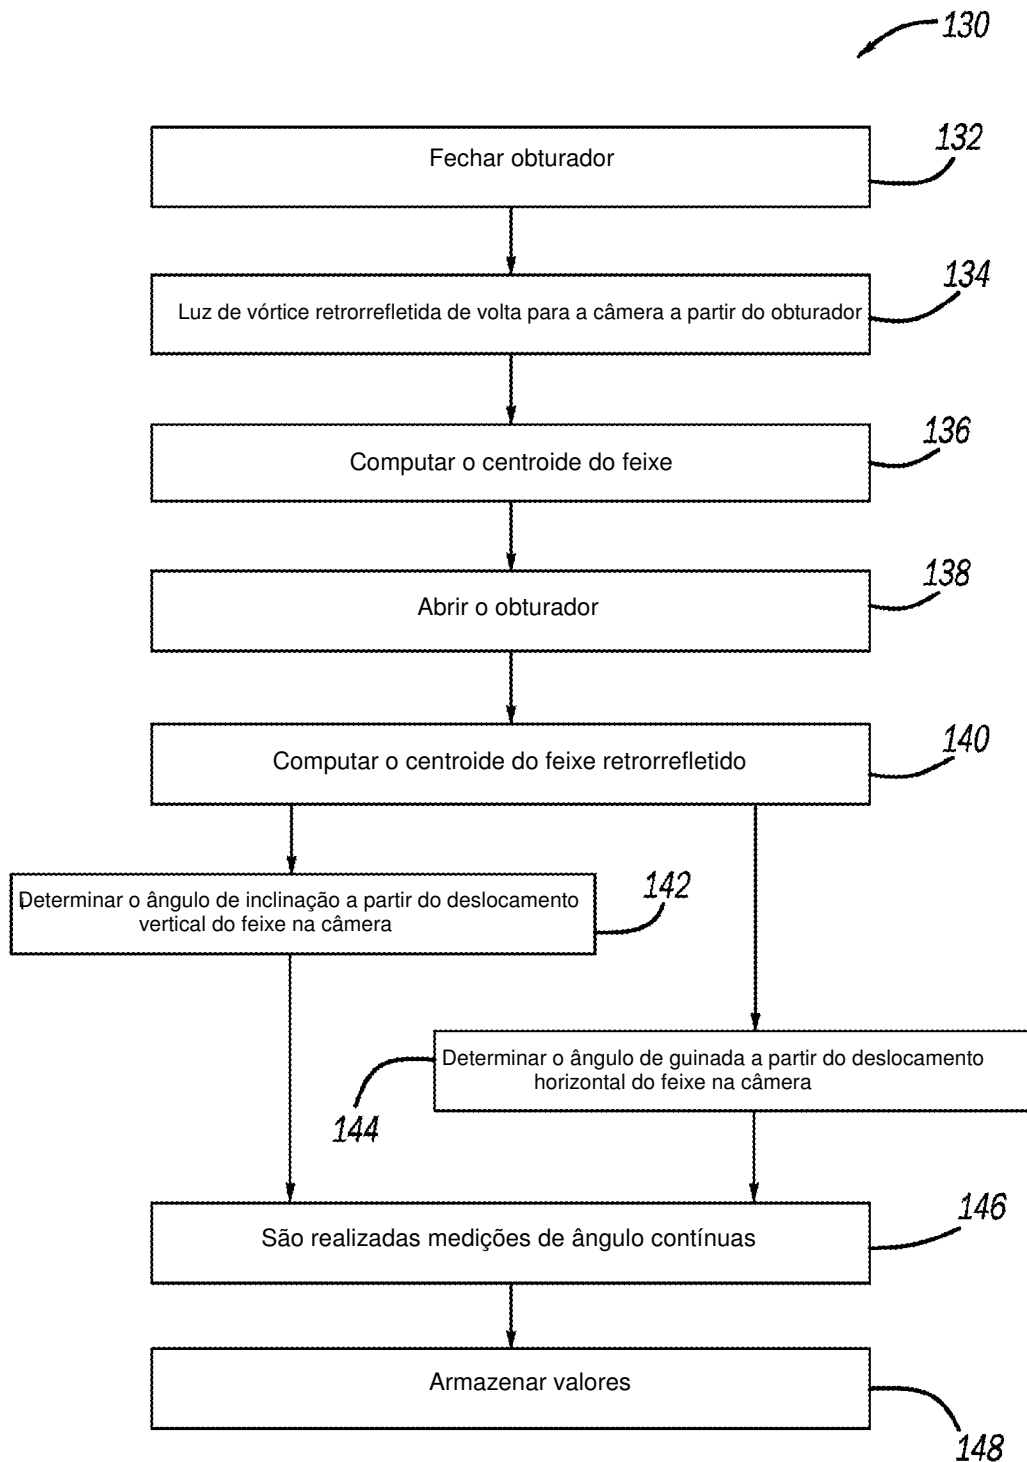 130
Fechar obturador
132
Luz de vórtice retrorrefletida de volta para a câmera a partir do obturador
134
Computar o centroide do feixe
136
Abrir o obturador
138
Computar o centroide do feixe retrorrefletido
140
Determinar o ângulo de inclinação a partir do deslocamento
vertical do feixe na câmera
142
Determinar o ângulo de guinada a partir do deslocamento
horizontal do feixe na câmera
144
São realizadas medições de ângulo contínuas
146
Armazenar valores
148